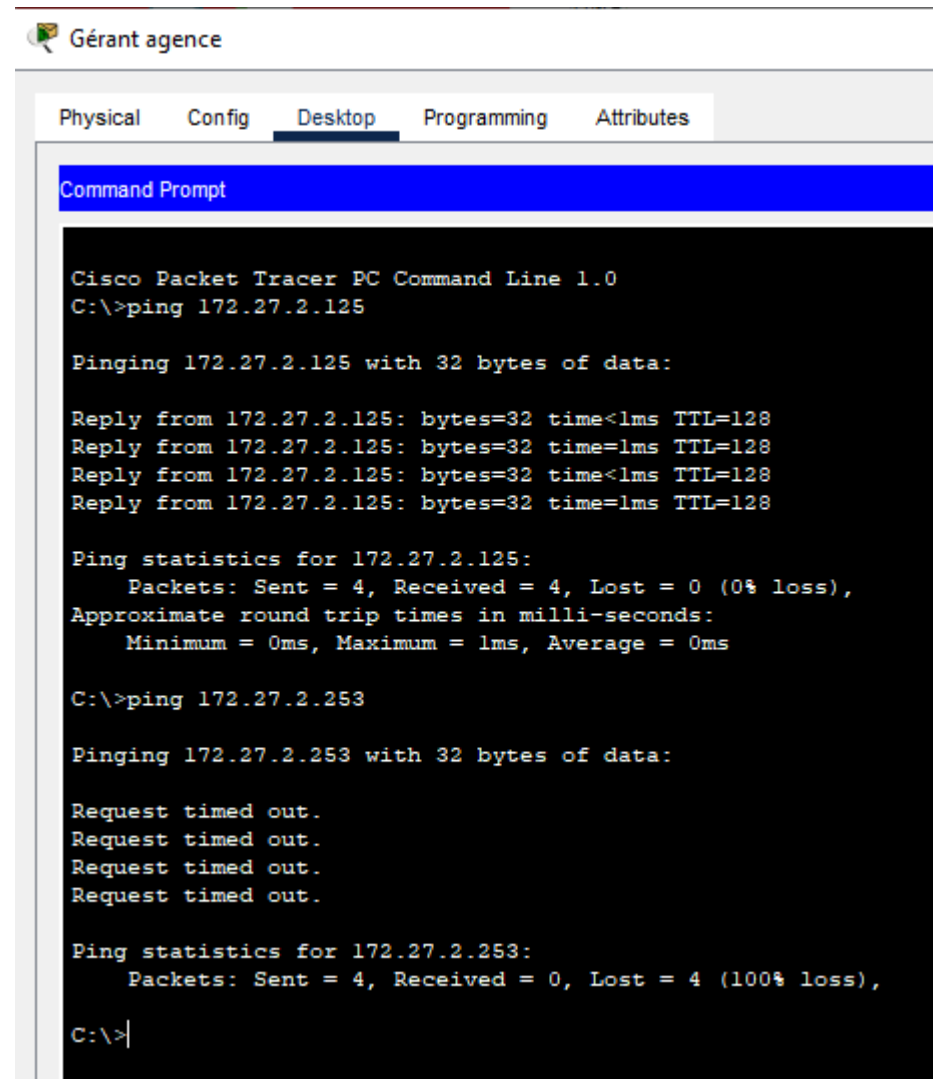 Gérant agence
Physical Config Desktop Programming Attributes
Command Prompt
Cisco Packet Tracer PC Command Line 1.0
C:\>ping 172.27.2.125
Pinging 172.27.2.125 with 32 bytes of data:
Reply from 172.27.2.125: bytes=32 time<1ms TTL=128
Reply from 172.27.2.125: bytes=32 time=1ms TTL=128
Reply from 172.27.2.125: bytes=32 time<1ms TTL=128
Reply from 172.27.2.125: bytes=32 time=1ms TTL=128
Ping statistics for 172.27.2.125:
Packets: Sent = 4, Received = 4, Lost = 0 (0% loss),
Approximate round trip times in milli-seconds:
Minimum = 0ms, Maximum = 1ms, Average = 0ms
C:\>ping 172.27.2.253
Pinging 172.27.2.253 with 32 bytes of data:
Request timed out.
Request timed out.
Request timed out.
Request timed out.
Ping statistics for 172.27.2.253:
Packets: Sent = 4, Received = 0, Lost = 4 (100% loss),
C:\>